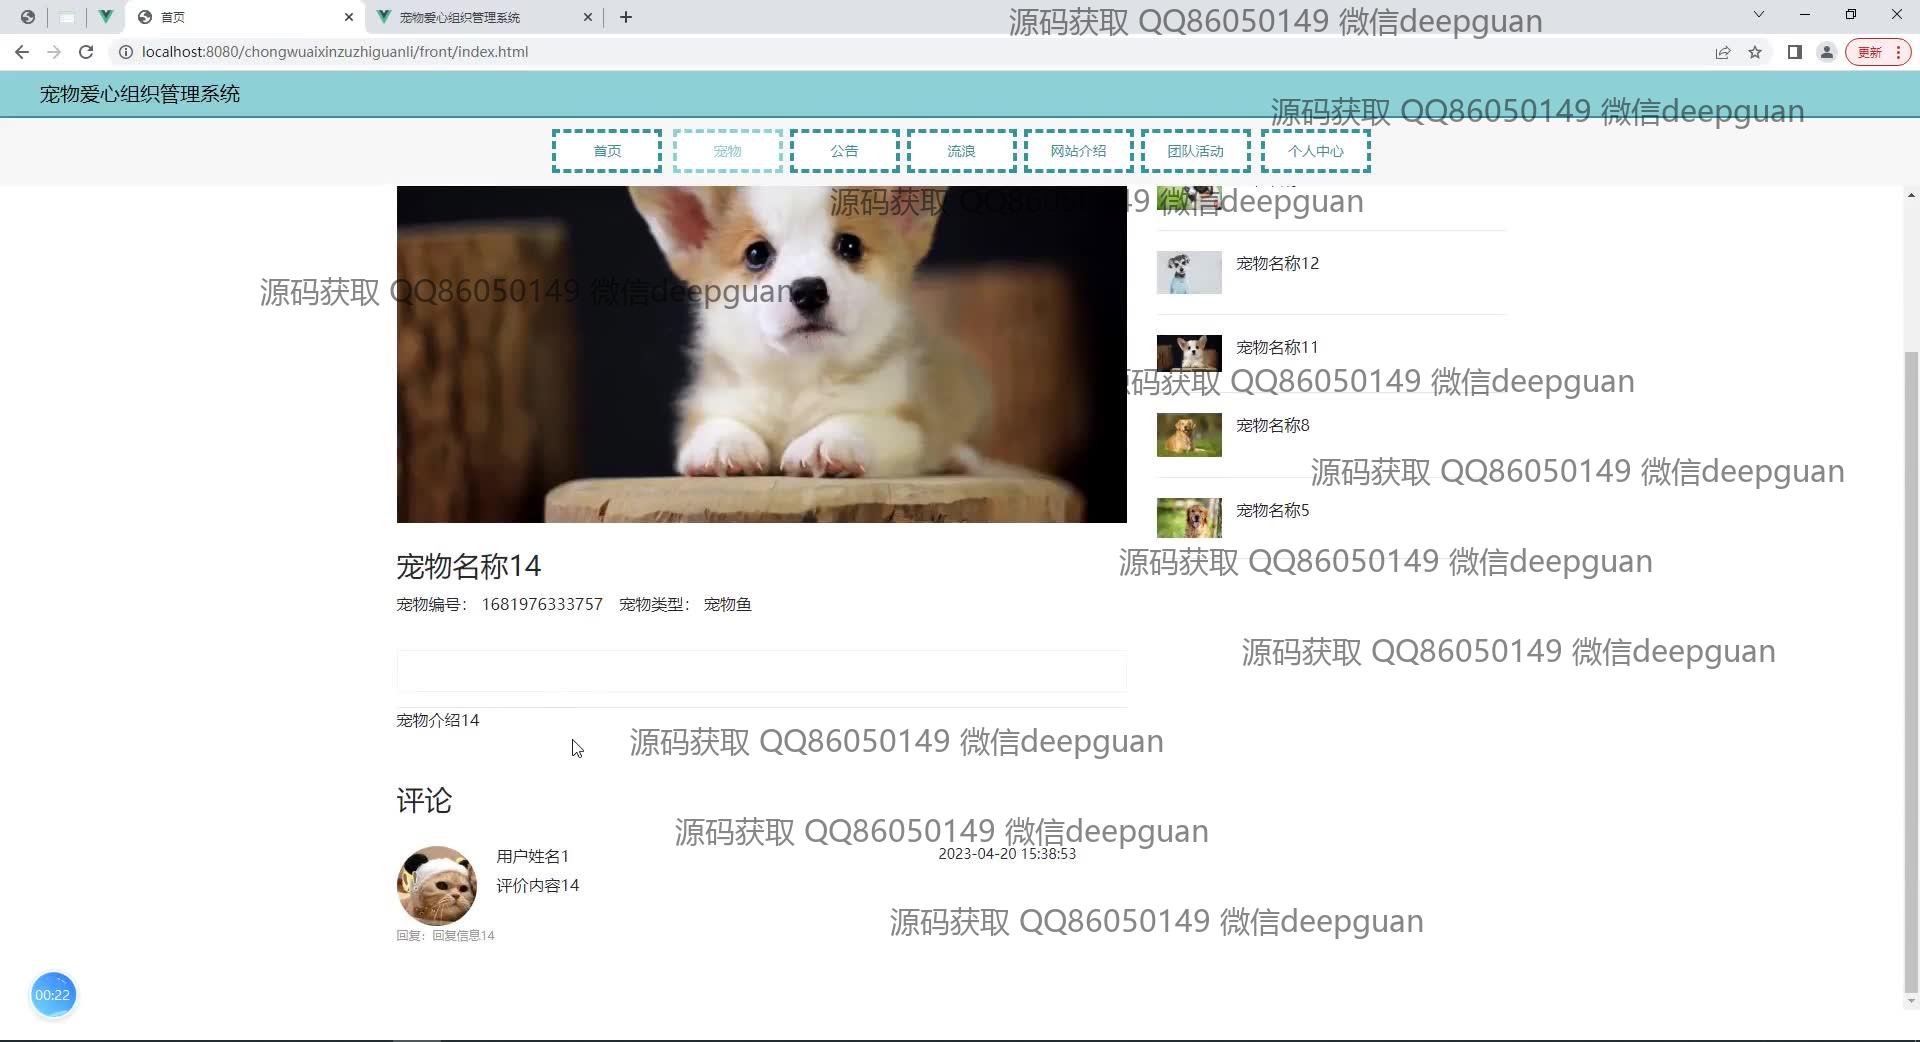 首页
宠物爱心组织管理系统
源码获取 QQ86050149 微信deepguan
localhost:8080/chongwuaixinzuzhiguanli/front/index.html
更新
宠物爱心组织管理系统
源码获取 QQ86050149 微信deepguan
首页
宠物
公告
流浪
网站介绍
团队活动
个人中心
源码获取 QQ86050149 微信deepguan
宠物名称12
源码获取 QQ86050149 微信deepguan
宠物名称11
源码获取 QQ86050149 微信deepguan
宠物名称8
源码获取 QQ86050149 微信deepguan
宠物名称5
源码获取 QQ86050149 微信deepguan
宠物名称14
宠物编号： 1681976333757 宠物类型： 宠物鱼
源码获取 QQ86050149 微信deepguan
宠物介绍14
源码获取 QQ86050149 微信deepguan
评论
源码获取 QQ86050149 微信deepguan
用户姓名1
2023-04-20 15:38:53
评价内容14
源码获取 QQ86050149 微信deepguan
回复：回复信息14
00:22